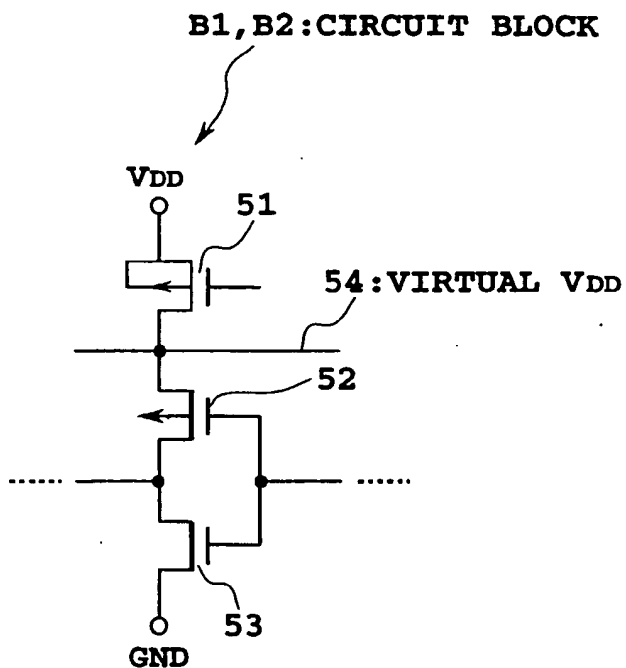 B1,B2:CIRCUIT BLOCK
VDD
51
54:VIRTUAL VDD
52
53
GND